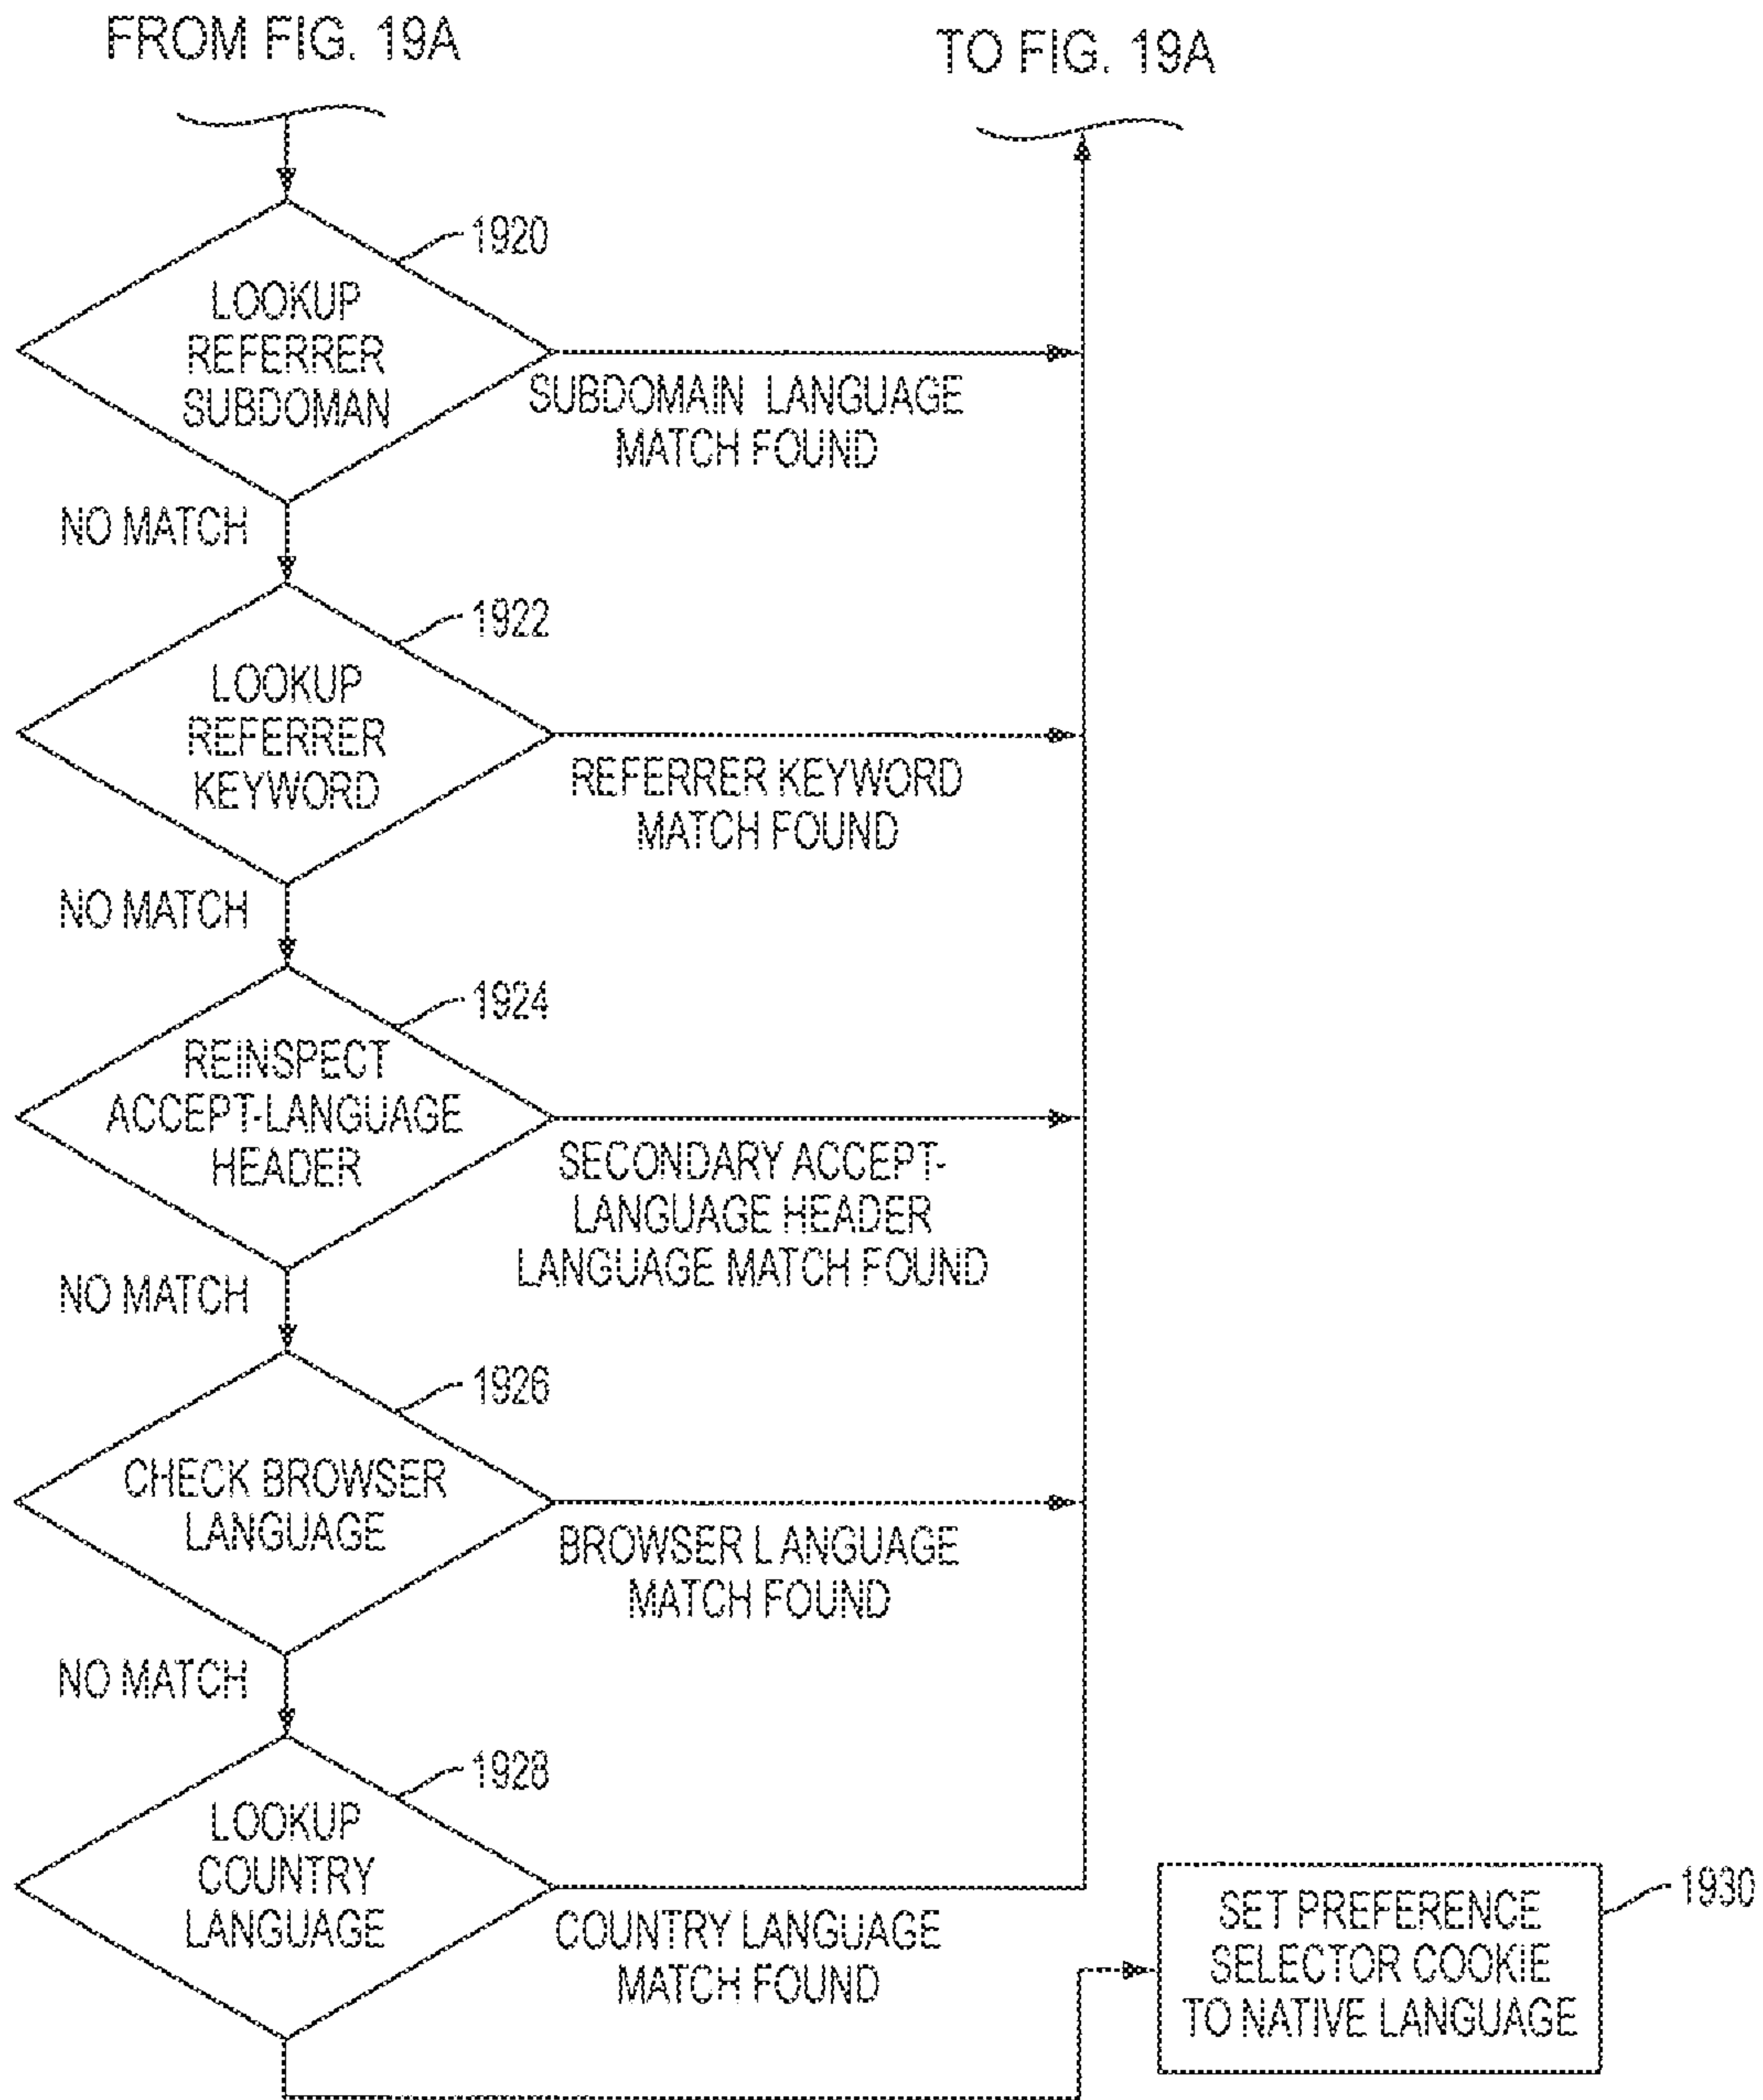 FROM FIG. 19A
TO FIG. 19A
1920
LOOKUP
REFERRER
SUBDOMAN
SUBDOMAIN LANGUAGE
MATCH FOUND
NO MATCH
1922
LOOKUP
REFERRER
KEYWORD
REFERRER KEYWORD
MATCH FOUND
NO MATCH
1924
REINSPECT
ACCEPT-LANGUAGE
HEADER
SECONDARY ACCEPT-
LANGUAGE HEADER
LANGUAGE MATCH FOUND
NO MATCH
1926
CHECK BROWSER
LANGUAGE
BROWSER LANGUAGE
MATCH FOUND
NO MATCH
1928
LOOKUP
COUNTRY
LANGUAGE
COUNTRY LANGUAGE
MATCH FOUND
1930
SET PREFERENCE
SELECTOR COOKIE
TO NATIVE LANGUAGE